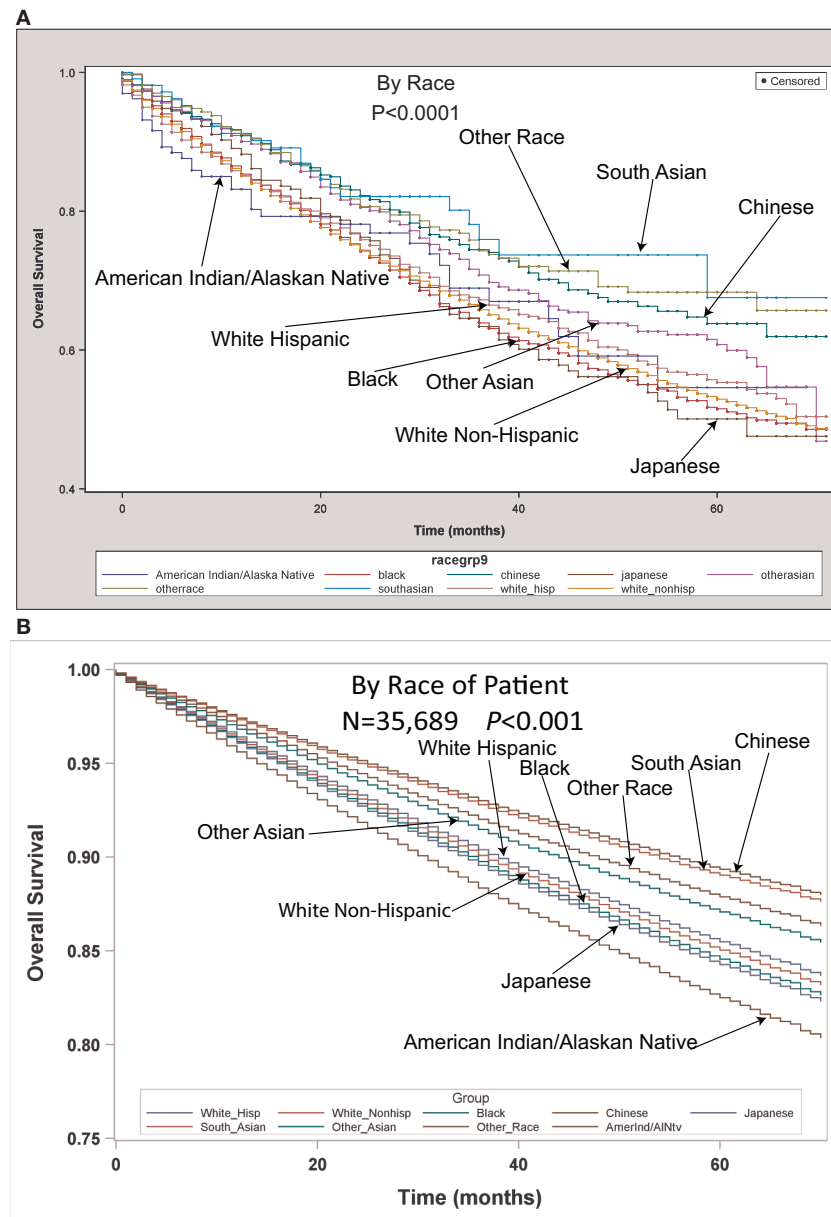 A
By Race
P<0.0001
Censored
Other Race
South Asian
Chinese
American Indian/Alaskan Native
White Hispanic
Black
Other Asian
White Non-Hispanic
Japanese
Overall Survival
1.0
0.8
0.6
0.4
0
20
40
60
Time (months)
racegrp9
American Indian/Alaska Native black chinese japanese otherasian
otherrace southasian white_hisp white_nonhisp
B
By Race of Patient
N=35,689 P<0.001
White Hispanic
Black
Other Race
South Asian
Chinese
Other Asian
White Non-Hispanic
Japanese
American Indian/Alaskan Native
Overall Survival
1.00
0.95
0.90
0.85
0.80
0.75
Group
White_Hisp White_Nonhisp Black Chinese Japanese
South_Asian Other_Asian Other_Race AmerInd/AlNtv
0
20
40
60
Time (months)